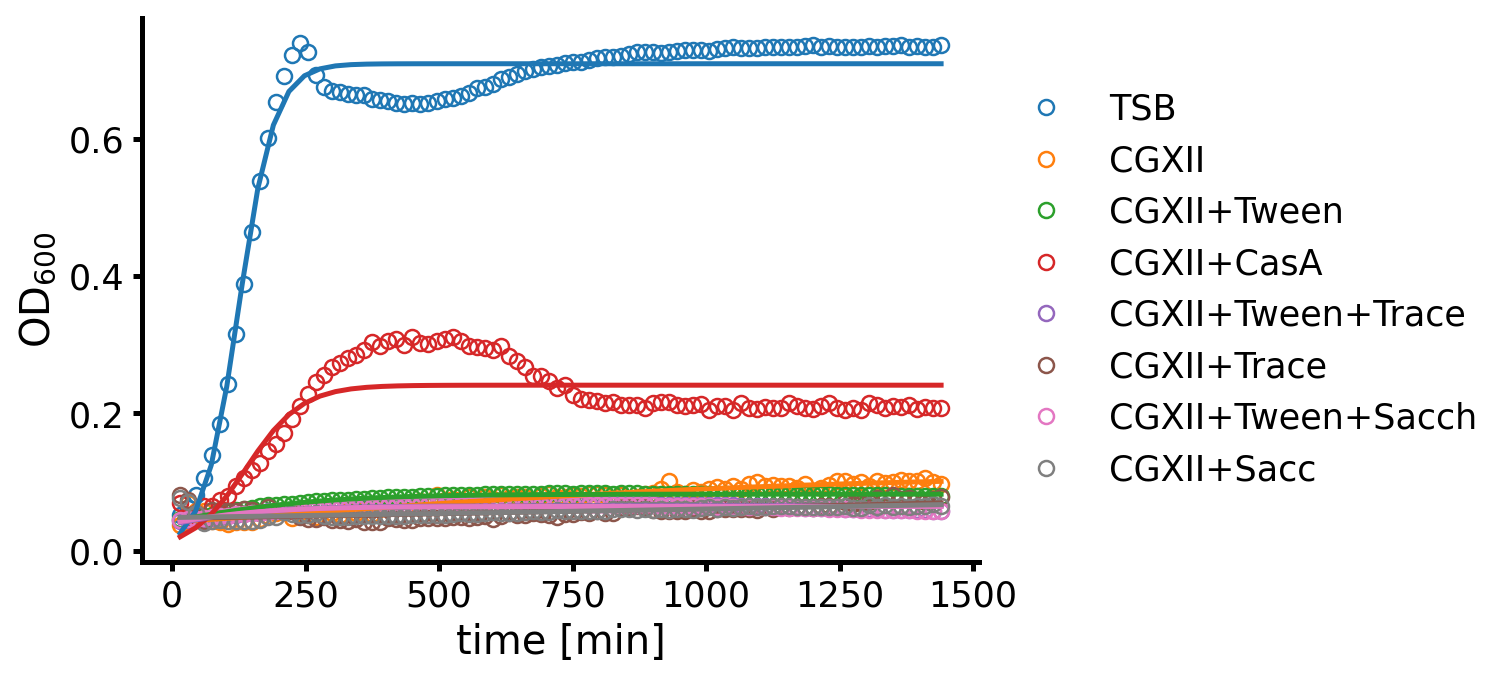 0.6
0.4
0.2
0.0
OD600
0
250
500
750
1000
1250
1500
time [min]
TSB
CGXII
CGXII+Tween
CGXII+CasA
CGXII+Tween+Trace
CGXII+Trace
CGXII+Tween+Sacch
CGXII+Sacc